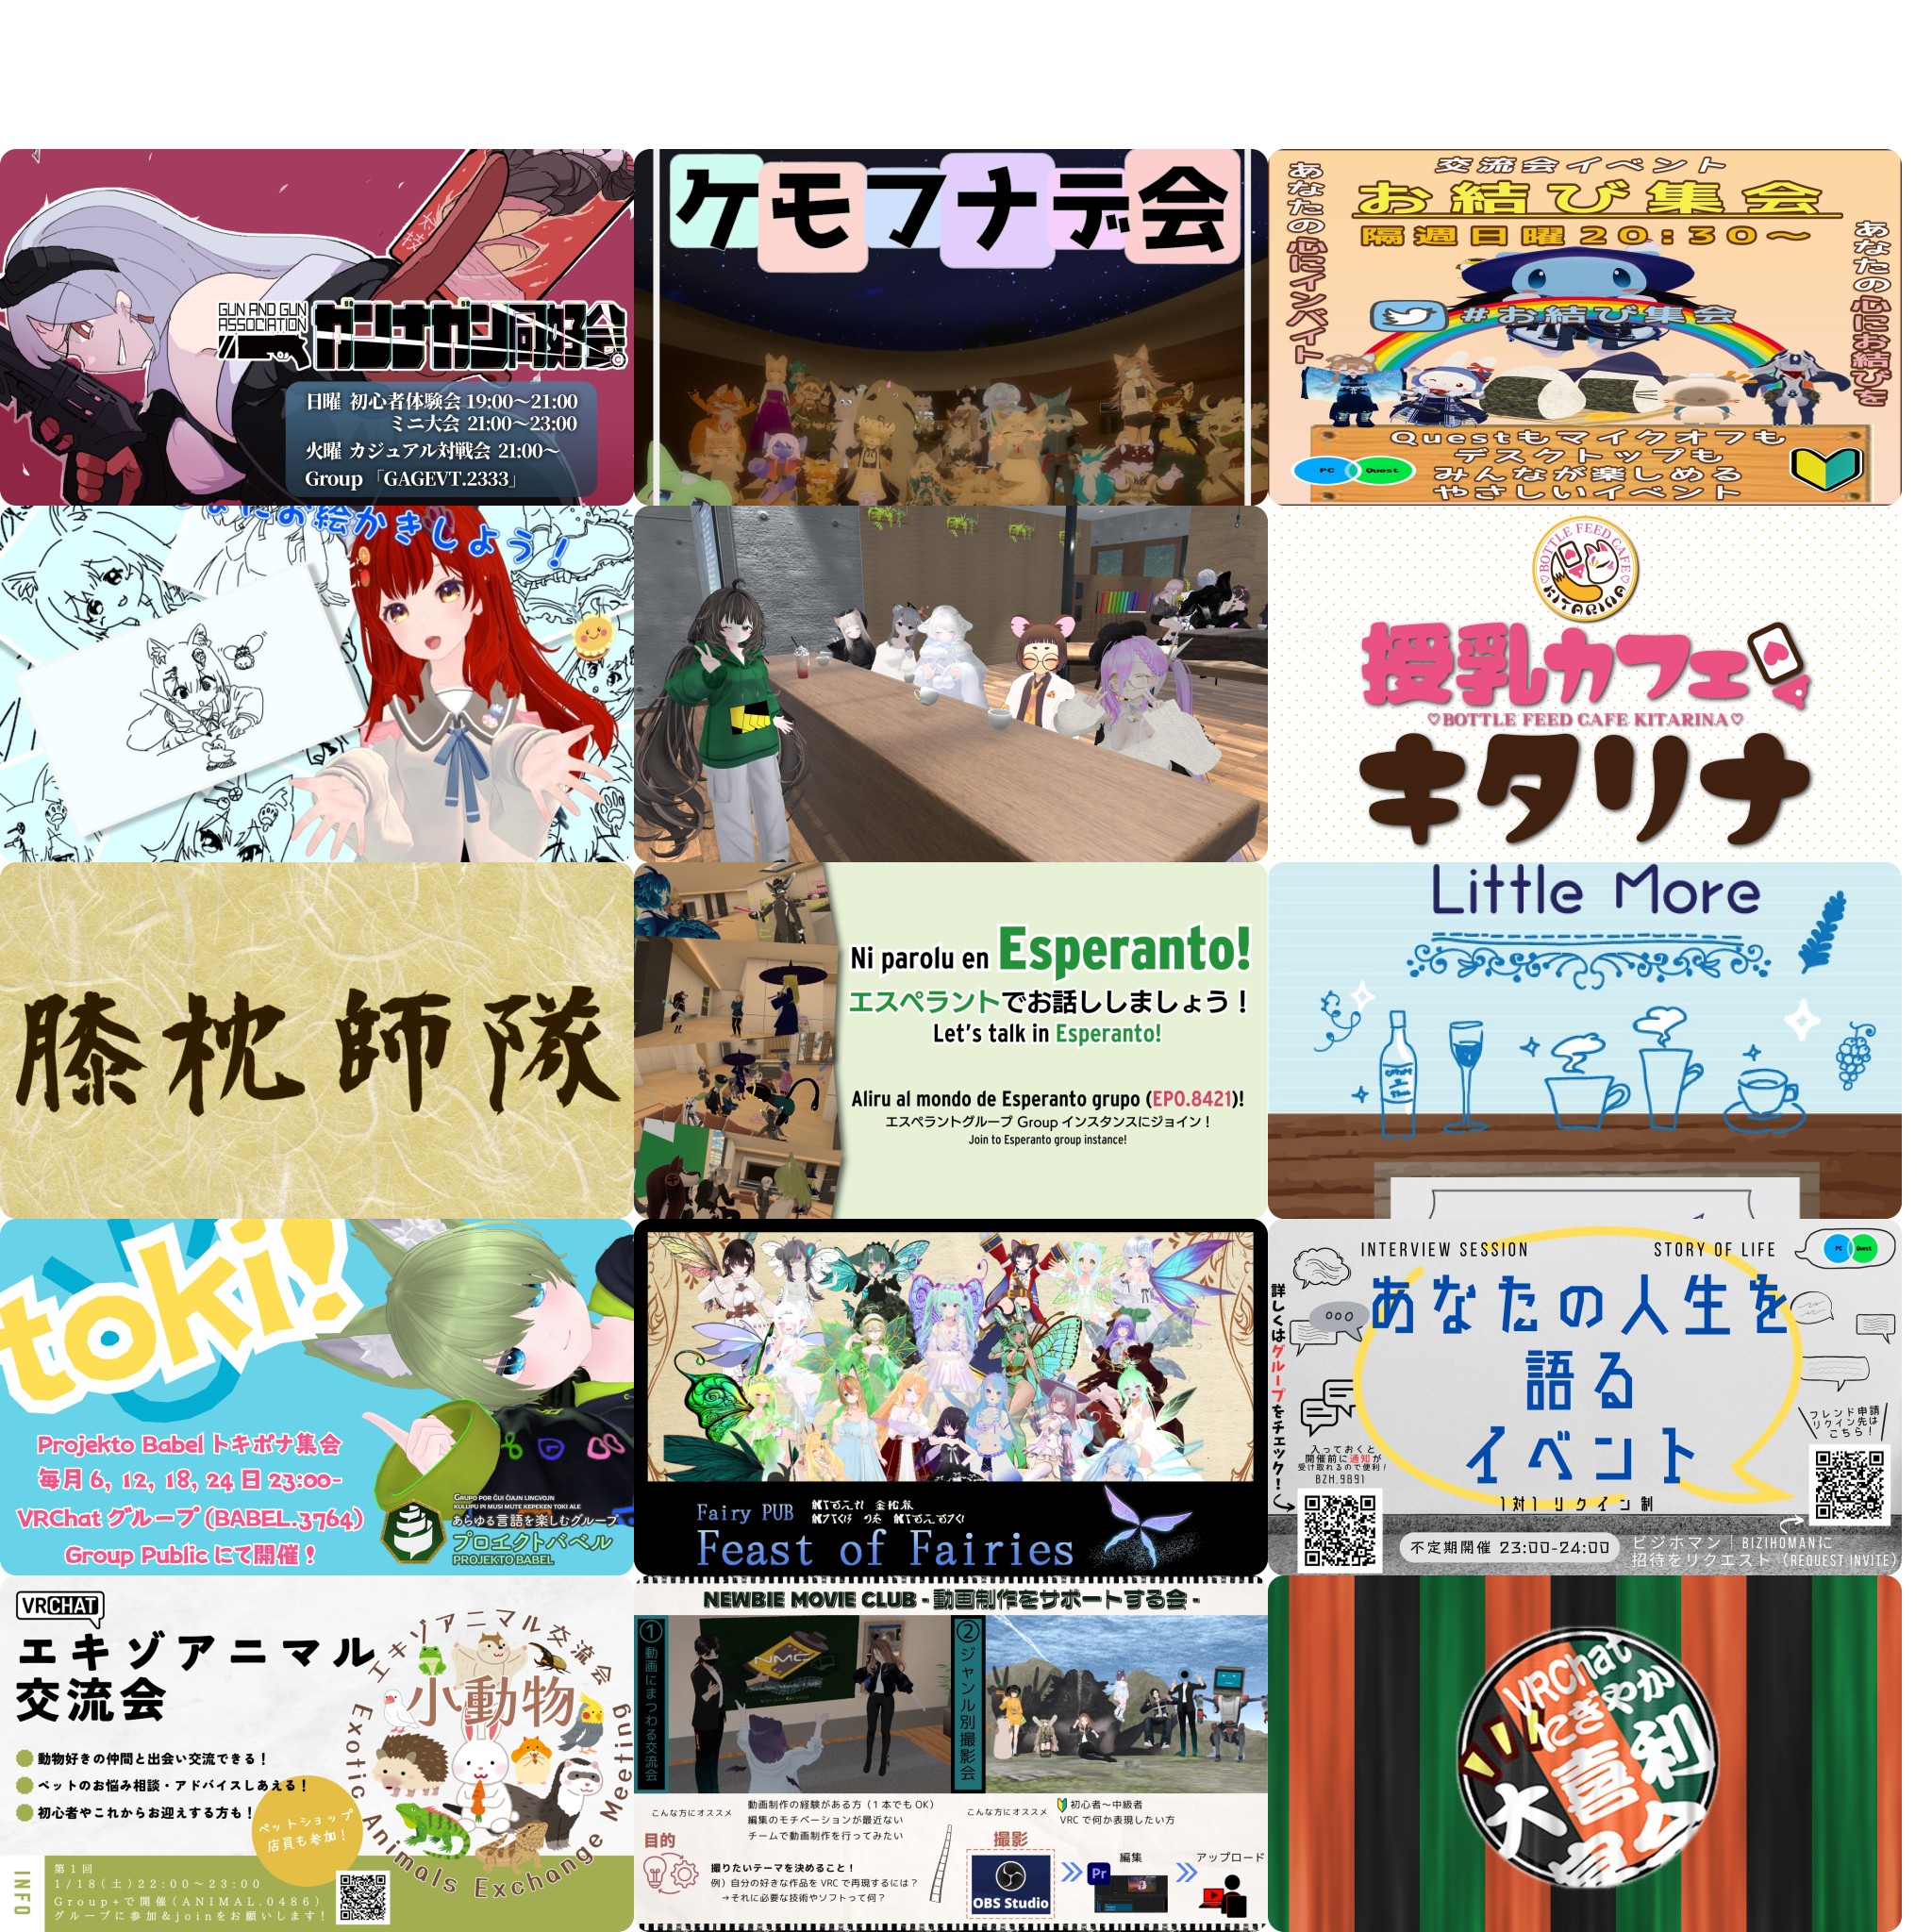 GUN AND GUN
ASSOCIATION
ガンナガン同好会
日曜 初心者体験会 19:00〜21:00
ミニ大会 21:00〜23:00
火曜 カジュアル対戦会 21:00〜
Group「GAGEVT.2333」
ケモフナデ会
交流会イベント
お結び集会
隔週日曜20:30〜
あなたの心にインバイト
あなたの心にお結びを
#お結び集会
Questもマイクオフも
デスクトップも
みんなが楽しめる
やさしいイベント
PC Quest
なにお絵かきしよう!
BOTTLE FEED CAFE
KITARINA
授乳カフェ
♡BOTTLE FEED CAFE KITARINA♡
キタリナ
膝枕師隊
Ni parolu en Esperanto!
エスペラントでお話ししましょう!
Let's talk in Esperanto!
Aliru al mondo de Esperanto grupo (EPO.8421)!
エスペラントグループ Group インスタンスにジョイン!
Join to Esperanto group instance!
Little More
toki!
Projekto Babel トキポナ集会
毎月 6, 12, 18, 24 日 23:00-
VRChat グループ (BABEL.3764)
Group Public にて開催!
GRUPO POR ĜUI ĈIAJN LINGVOJN
KULUPU PI MUSI MUTE KEPEKEN TOKI ALE
あらゆる言語を楽しむグループ
プロエクトバベル
PROJEKTO BABEL
Fairy PUB
Feast of Fairies
INTERVIEW SESSION
STORY OF LIFE
PC Quest
あなたの人生を
語る
イベント
1対1 リクイン制
詳しくはグループをチェック!
入っておくと
開催前に通知が
受け取れるので便利!
BZH.9891
フレンド申請
リクイン先は
こちら!
不定期開催 23:00-24:00
ビジホマン|BIZIHOMANに
招待をリクエスト (REQUEST INVITE)
VRCHAT
エキゾアニマル
交流会
動物好きの仲間と出会い交流できる!
ペットのお悩み相談・アドバイスしあえる!
初心者やこれからお迎えする方も!
ペットショップ
店員も参加!
エキゾアニマル交流会
小動物
Exotic Animals Exchange Meeting
INFO
第1回
1/18(土)22:00〜23:00
Group+で開催(ANIMAL.0486)
グループに参加&joinをお願いします!
NEWBIE MOVIE CLUB - 動画制作をサポートする会 -
①動画にまつわる交流会
NMC
②ジャンル別撮影会
こんな方にオススメ
動画制作の経験がある方(1本でもOK)
編集のモチベーションが最近ない
チームで動画制作を行ってみたい
こんな方にオススメ
初心者〜中級者
VRCで何か表現したい方
目的
撮りたいテーマを決めること!
例)自分の好きな作品を VRC で再現するには?
→それに必要な技術やソフトって何?
撮影
OBS Studio
編集
Pr
アップロード
VRChat
にぎやか
大喜利